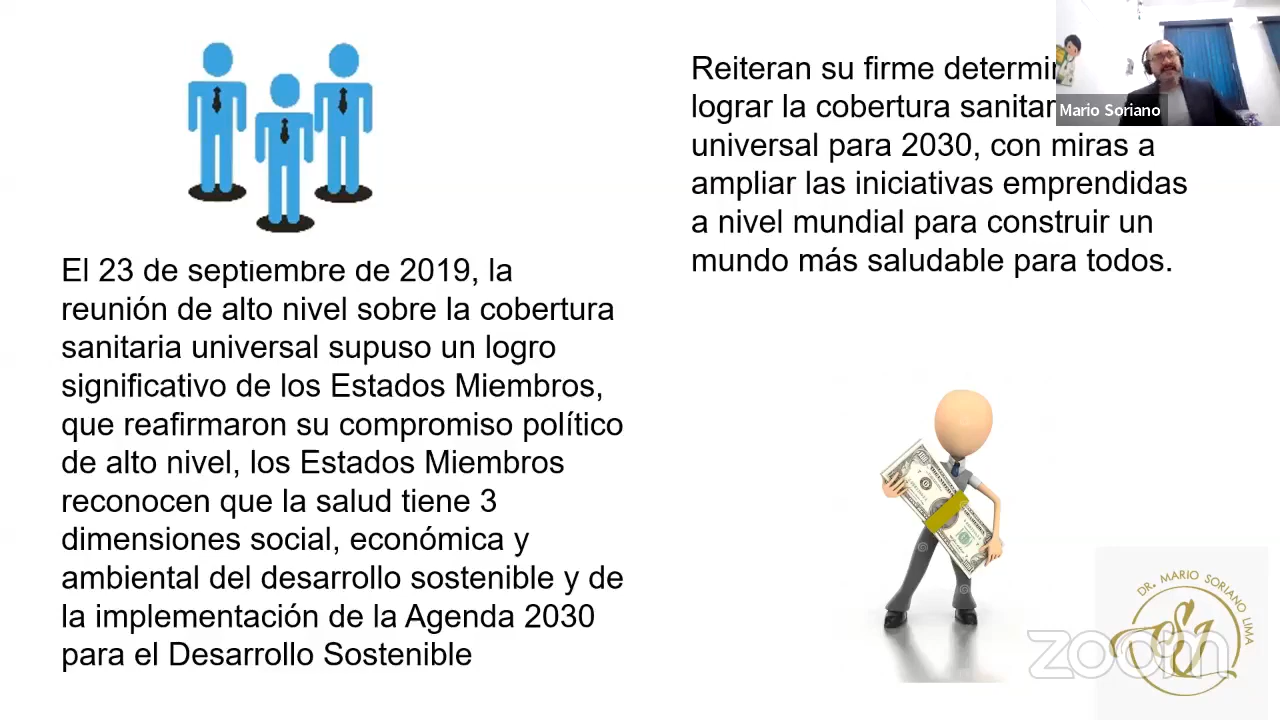 El 23 de septiembre de 2019, la
reunión de alto nivel sobre la cobertura
sanitaria universal supuso un logro
significativo de los Estados Miembros,
que reafirmaron su compromiso político
de alto nivel, los Estados Miembros
reconocen que la salud tiene 3
dimensiones social, económica y
ambiental del desarrollo sostenible y de
la implementación de la Agenda 2030
para el Desarrollo Sostenible
Reiteran su firme
lograr la cobertura
universal para 2030, con miras a
ampliar las iniciativas emprendidas
a nivel mundial para construir un
mundo más saludable para todos.
Mario Soriano
DR. MARIO SORIANO LIMA
zoom